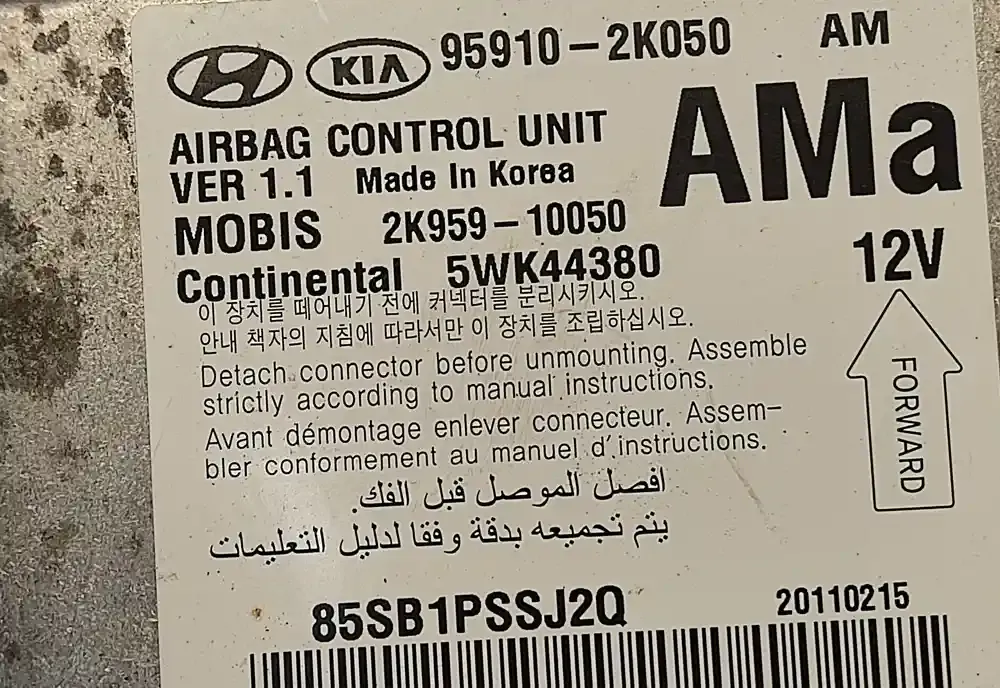 KIA 95910-2K050 AM
AIRBAG CONTROL UNIT AMa
VER 1.1 Made In Korea
MOBIS 2K959-10050
Continental 5WK44380 12V
이 장치를 떼어내기 전에 커넥터를 분리시키시오.
안내 책자의 지침에 따라서만 이 장치를 조립하십시오.
Detach connector before unmounting. Assemble
strictly according to manual instructions.
Avant démontage enlever connecteur. Assem-
bler conformement au manuel d'instructions.
FORWARD
افصل الموصل قبل الفك.
يتم تجميعه بدقة وفقا لدليل التعليمات
85SB1PSSJ2Q 20110215